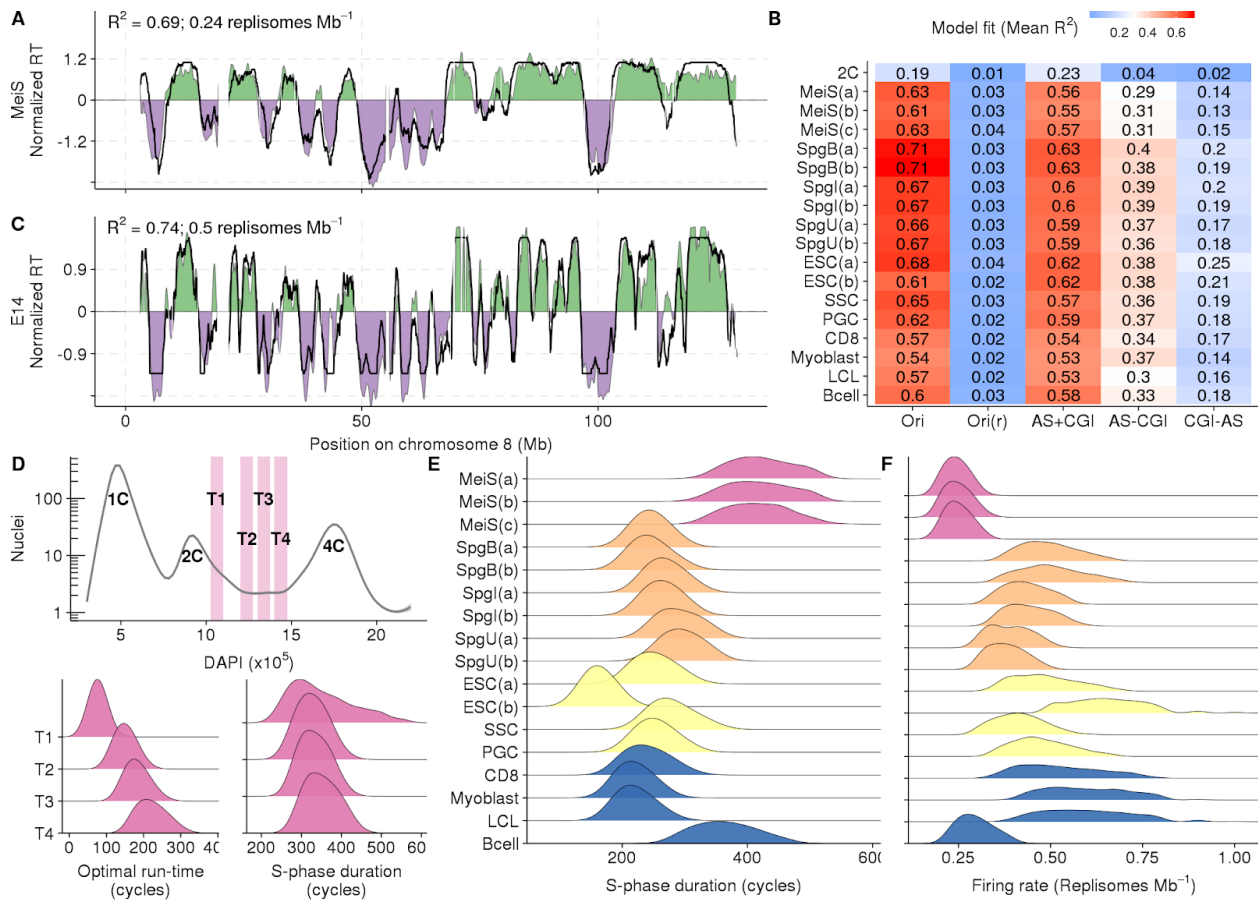 A
R² = 0.69; 0.24 replisomes Mb⁻¹
MeiS
Normalized RT
1.2
0
-1.2
C
R² = 0.74; 0.5 replisomes Mb⁻¹
E14
Normalized RT
0.9
0
-0.9
0 50 100
Position on chromosome 8 (Mb)
B
Model fit (Mean R²)
0.2 0.4 0.6
2C 0.19 0.01 0.23 0.04 0.02
MeiS(a) 0.63 0.03 0.56 0.29 0.14
MeiS(b) 0.61 0.03 0.55 0.31 0.13
MeiS(c) 0.63 0.04 0.57 0.31 0.15
SpgB(a) 0.71 0.03 0.63 0.4 0.2
SpgB(b) 0.71 0.03 0.63 0.38 0.19
SpgI(a) 0.67 0.03 0.6 0.39 0.2
SpgI(b) 0.67 0.03 0.6 0.39 0.19
SpgU(a) 0.66 0.03 0.59 0.37 0.17
SpgU(b) 0.67 0.03 0.59 0.36 0.18
ESC(a) 0.68 0.04 0.62 0.38 0.25
ESC(b) 0.61 0.02 0.62 0.38 0.21
SSC 0.65 0.03 0.57 0.36 0.19
PGC 0.62 0.02 0.59 0.37 0.18
CD8 0.57 0.02 0.54 0.34 0.17
Myoblast 0.54 0.02 0.53 0.37 0.14
LCL 0.57 0.02 0.53 0.3 0.16
Bcell 0.6 0.03 0.58 0.33 0.18
Ori Ori(r) AS+CGI AS-CGI CGI-AS
D
Nuclei
100
10
1
1C
2C
T1
T2
T3
T4
4C
5 10 15 20
DAPI (x10⁵)
T1
T2
T3
T4
0 100 200 300 40
Optimal run-time
(cycles)
200 300 400 500 60
S-phase duration
(cycles)
E
MeiS(a)
MeiS(b)
MeiS(c)
SpgB(a)
SpgB(b)
SpgI(a)
SpgI(b)
SpgU(a)
SpgU(b)
ESC(a)
ESC(b)
SSC
PGC
CD8
Myoblast
LCL
Bcell
200 400 600
S-phase duration (cycles)
F
0.25 0.50 0.75 1.00
Firing rate (Replisomes Mb⁻¹)